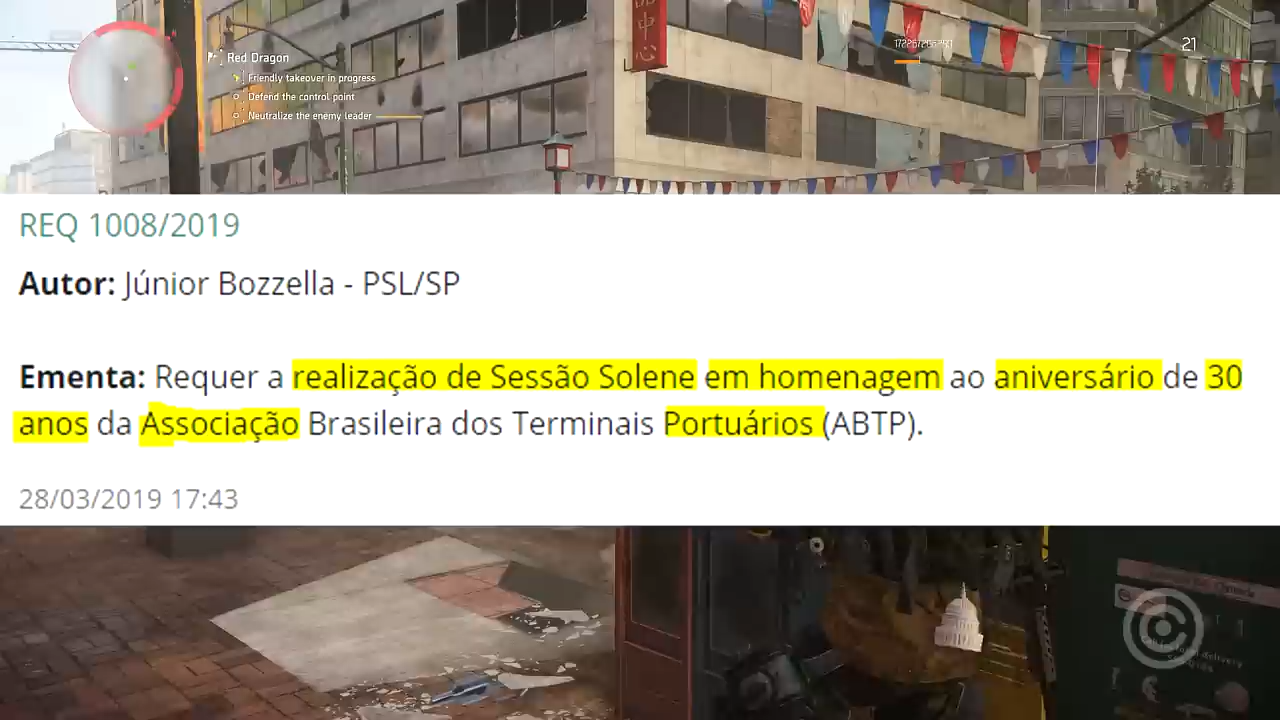 Red Dragon
Friendly takeover in progress
Defend the control point
Neutralize the enemy leader
中心
21
REQ 1008/2019
Autor: Júnior Bozzella - PSL/SP
Ementa: Requer a realização de Sessão Solene em homenagem ao aniversário de 30
anos da Associação Brasileira dos Terminais Portuários (ABTP).
28/03/2019 17:43